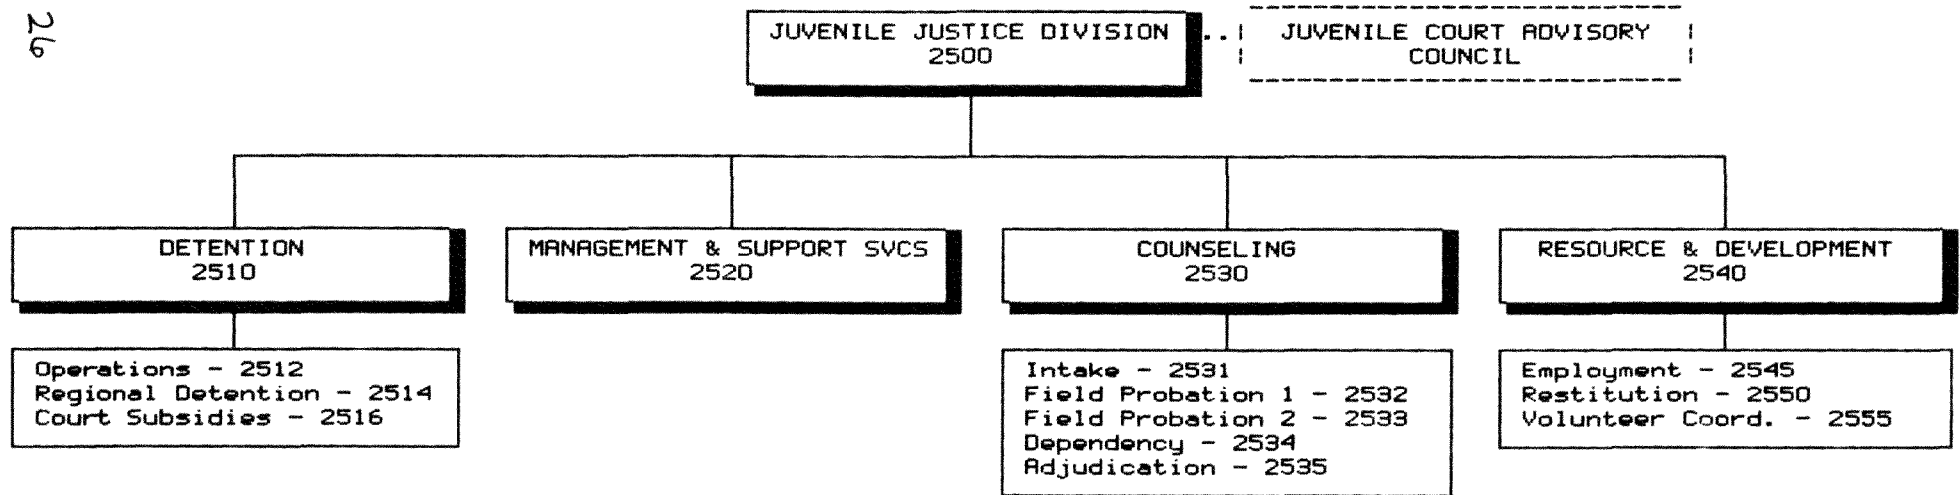 26
JUVENILE JUSTICE DIVISION
2500
JUVENILE COURT ADVISORY
COUNCIL
DETENTION
2510
MANAGEMENT & SUPPORT SVCS
2520
COUNSELING
2530
RESOURCE & DEVELOPMENT
2540
Operations - 2512
Regional Detention - 2514
Court Subsidies - 2516
Intake - 2531
Field Probation 1 - 2532
Field Probation 2 - 2533
Dependency - 2534
Adjudication - 2535
Employment - 2545
Restitution - 2550
Volunteer Coord. - 2555